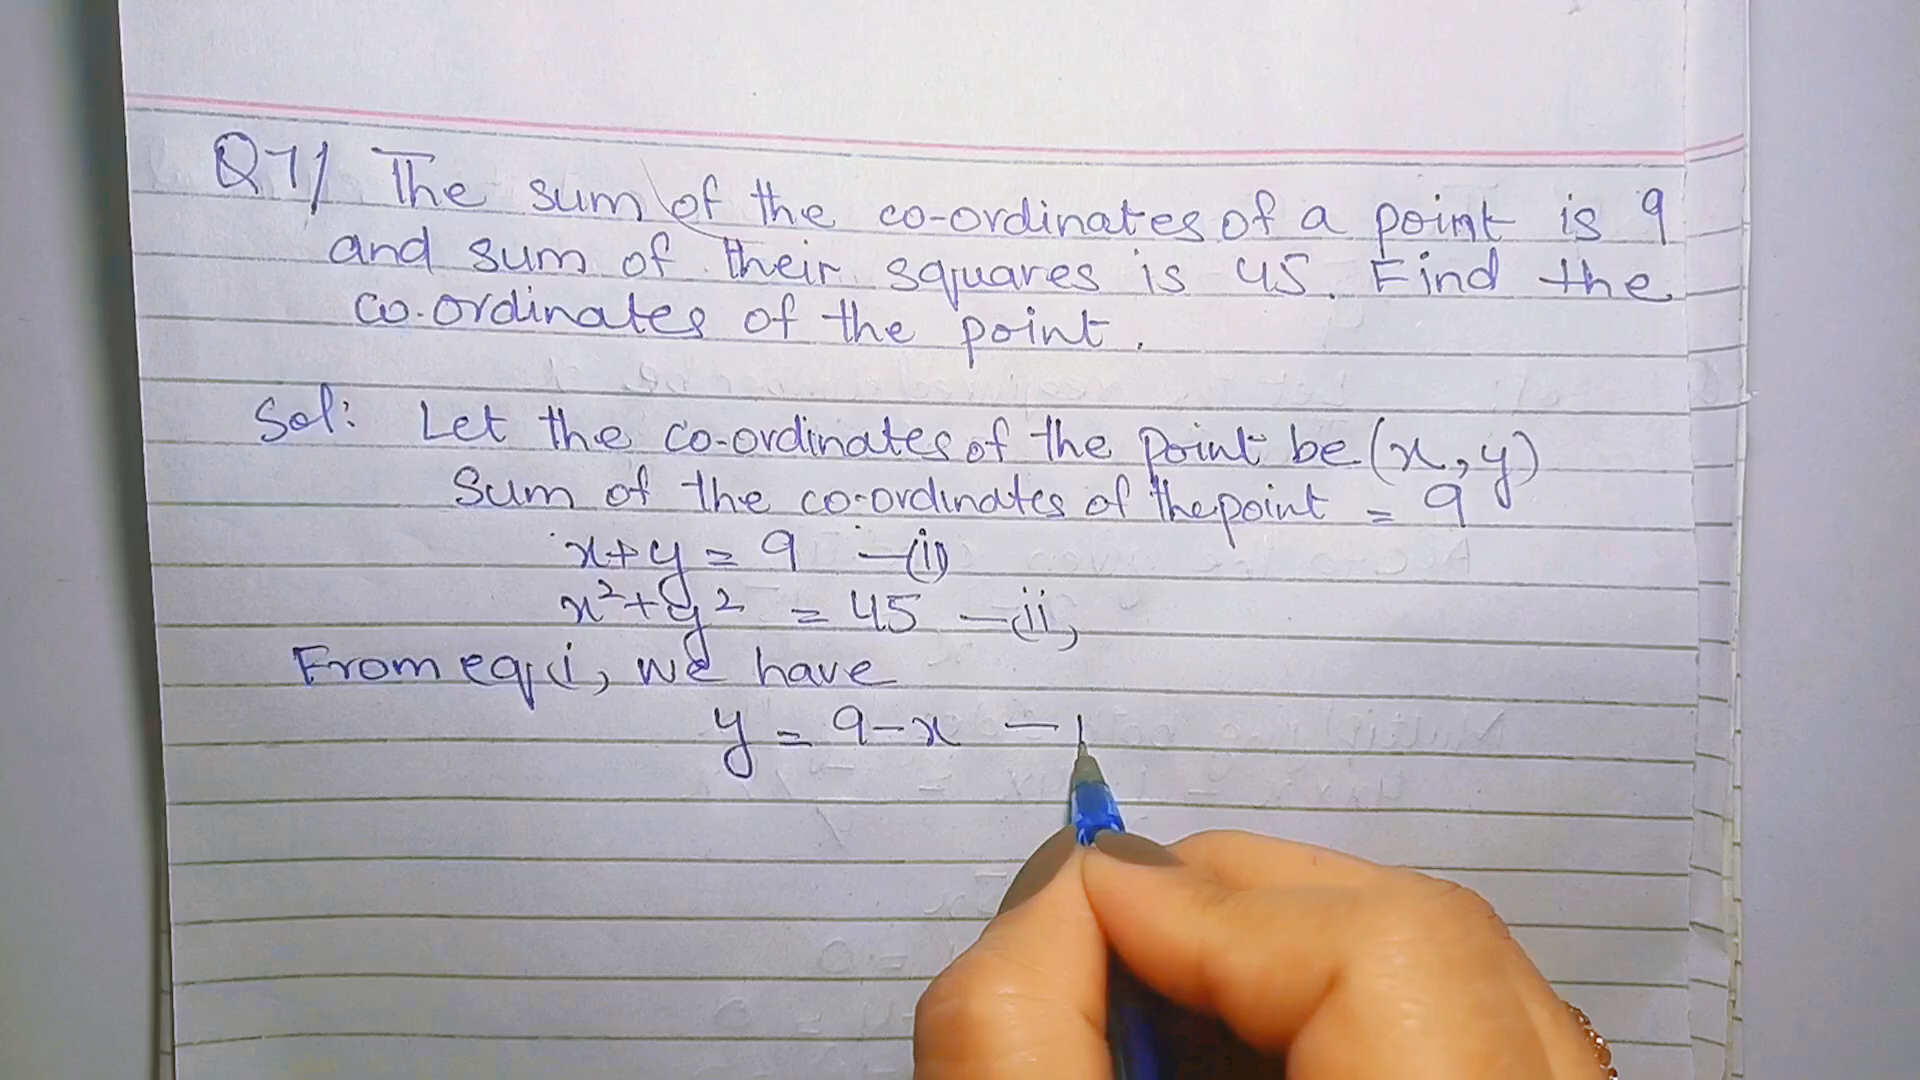 Q7/ The sum of the co-ordinates of a point is 9
and sum of their squares is 45. Find the
co.ordinates of the point.
Sol: Let the co-ordinates of the point be (x, y)
Sum of the co-ordinates of the point = 9
x+y = 9 —(i)
x²+y² = 45 —(ii)
From eq(i), we have
y = 9-x —